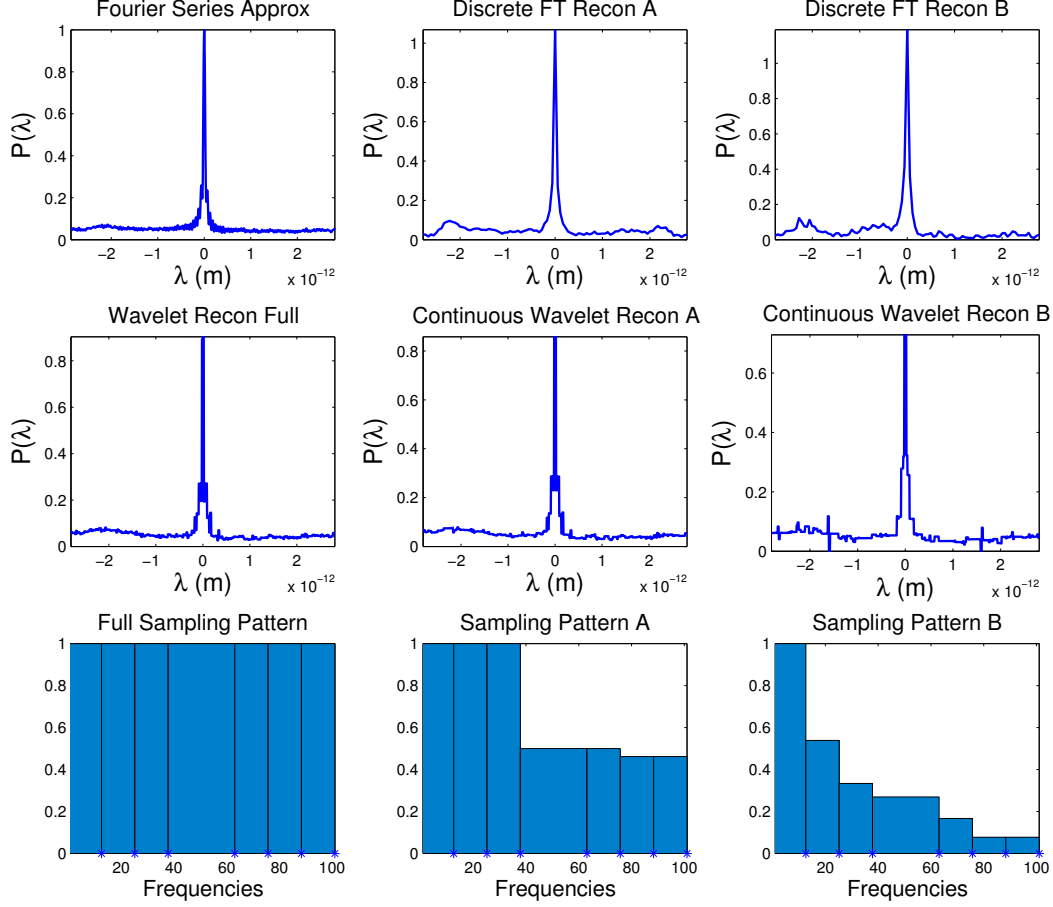 Fourier Series Approx
P(λ)
1
0.8
0.6
0.4
0.2
0
−2 −1 0 1 2
x 10⁻¹²
λ (m)
Discrete FT Recon A
P(λ)
1
0.8
0.6
0.4
0.2
0
−2 −1 0 1 2
x 10⁻¹²
λ (m)
Discrete FT Recon B
P(λ)
1
0.8
0.6
0.4
0.2
0
−2 −1 0 1 2
x 10⁻¹²
λ (m)
Wavelet Recon Full
P(λ)
0.8
0.6
0.4
0.2
0
−2 −1 0 1 2
x 10⁻¹²
λ (m)
Continuous Wavelet Recon A
P(λ)
0.8
0.6
0.4
0.2
0
−2 −1 0 1 2
x 10⁻¹²
λ (m)
Continuous Wavelet Recon B
P(λ)
0.6
0.4
0.2
0
−2 −1 0 1 2
x 10⁻¹²
λ (m)
Full Sampling Pattern
1
0.8
0.6
0.4
0.2
0
20 40 60 80 100
Frequencies
Sampling Pattern A
1
0.8
0.6
0.4
0.2
0
20 40 60 80 100
Frequencies
Sampling Pattern B
1
0.8
0.6
0.4
0.2
0
20 40 60 80 100
Frequencies